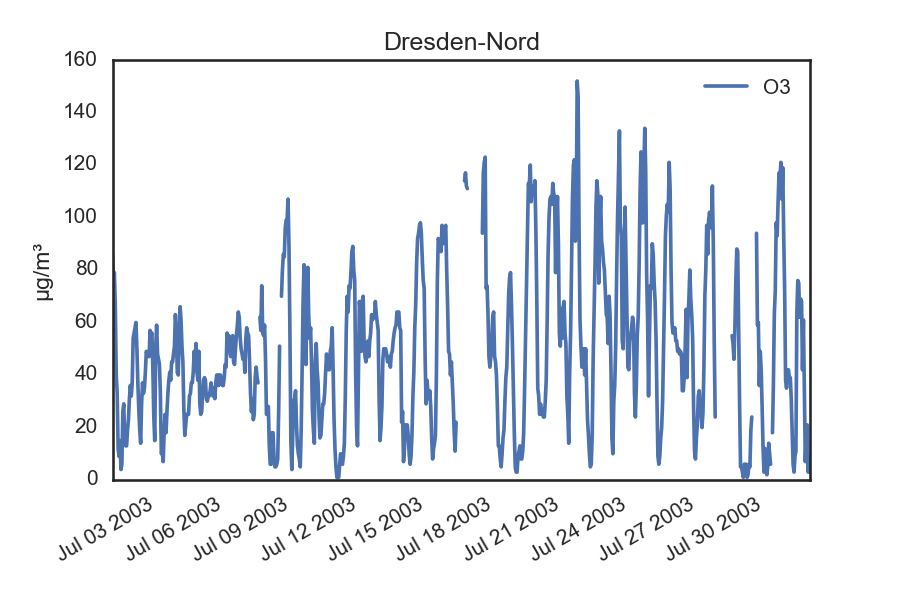 Dresden-Nord
O3
µg/m³
160
140
120
100
80
60
40
20
0
Jul 03 2003
Jul 06 2003
Jul 09 2003
Jul 12 2003
Jul 15 2003
Jul 18 2003
Jul 21 2003
Jul 24 2003
Jul 27 2003
Jul 30 2003